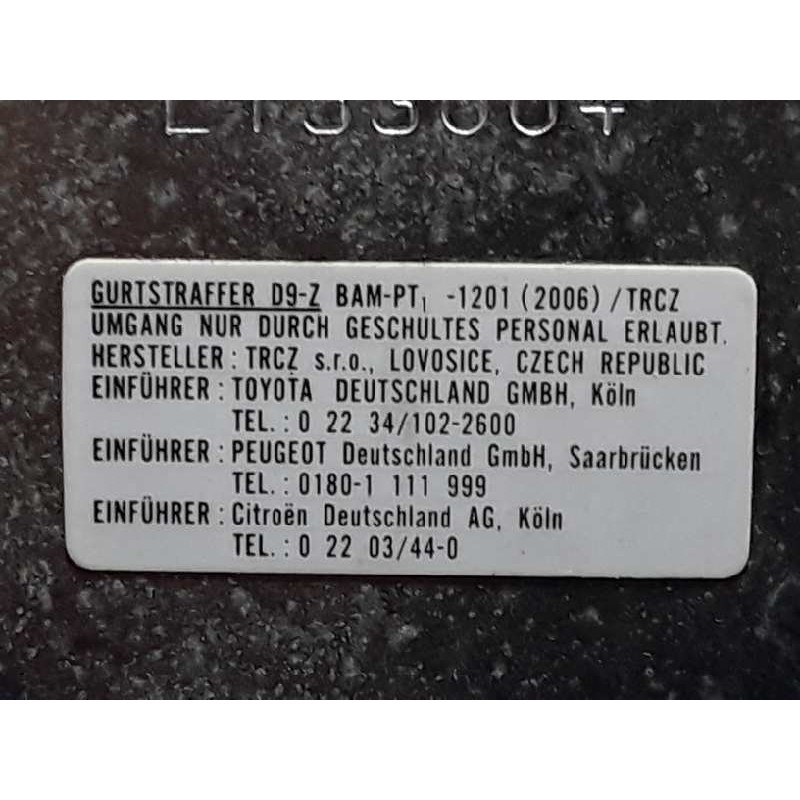 GURTSTRAFFER D9-Z BAM-PT₁ -1201 (2006) /TRCZ
UMGANG NUR DURCH GESCHULTES PERSONAL ERLAUBT.
HERSTELLER : TRCZ s.r.o., LOVOSICE, CZECH REPUBLIC
EINFÜHRER : TOYOTA DEUTSCHLAND GMBH, Köln
TEL. : 0 22 34/102-2600
EINFÜHRER : PEUGEOT Deutschland GmbH, Saarbrücken
TEL. : 0180-1 111 999
EINFÜHRER : Citroën Deutschland AG, Köln
TEL. : 0 22 03/44-0